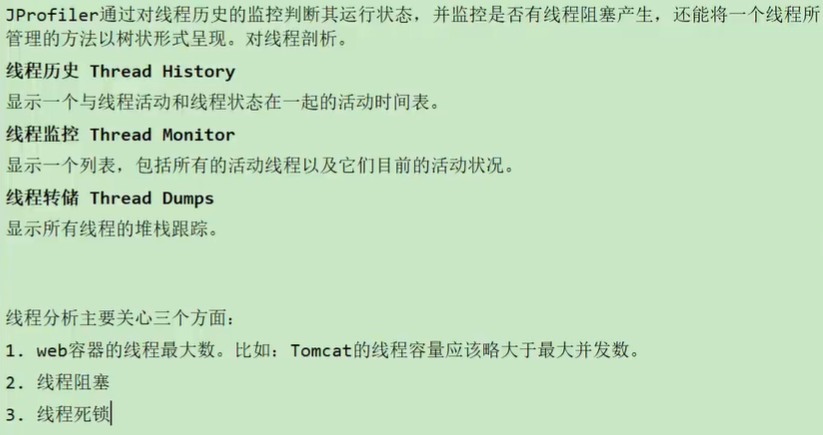 JProfiler通过对线程历史的监控判断其运行状态，并监控是否有线程阻塞产生，还能将一个线程所
管理的方法以树状形式呈现。对线程剖析。
线程历史 Thread History
显示一个与线程活动和线程状态在一起的活动时间表。
线程监控 Thread Monitor
显示一个列表，包括所有的活动线程以及它们目前的活动状况。
线程转储 Thread Dumps
显示所有线程的堆栈跟踪。
线程分析主要关心三个方面：
1. web容器的线程最大数。比如：Tomcat的线程容量应该略大于最大并发数。
2. 线程阻塞
3. 线程死锁